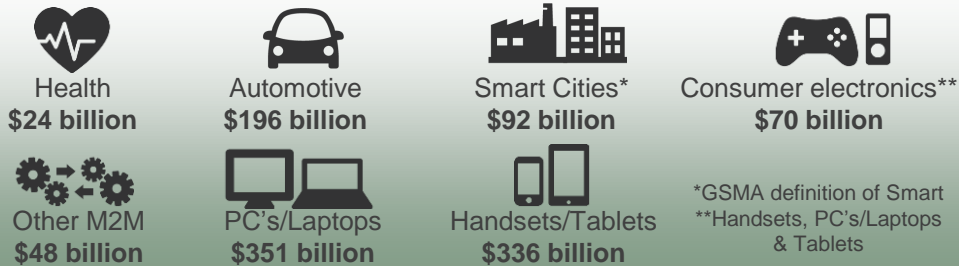 Health
$24 billion
Automotive
$196 billion
Smart Cities*
$92 billion
Consumer electronics**
$70 billion
Other M2M
$48 billion
PC's/Laptops
$351 billion
Handsets/Tablets
$336 billion
*GSMA definition of Smart
**Handsets, PC's/Laptops
& Tablets